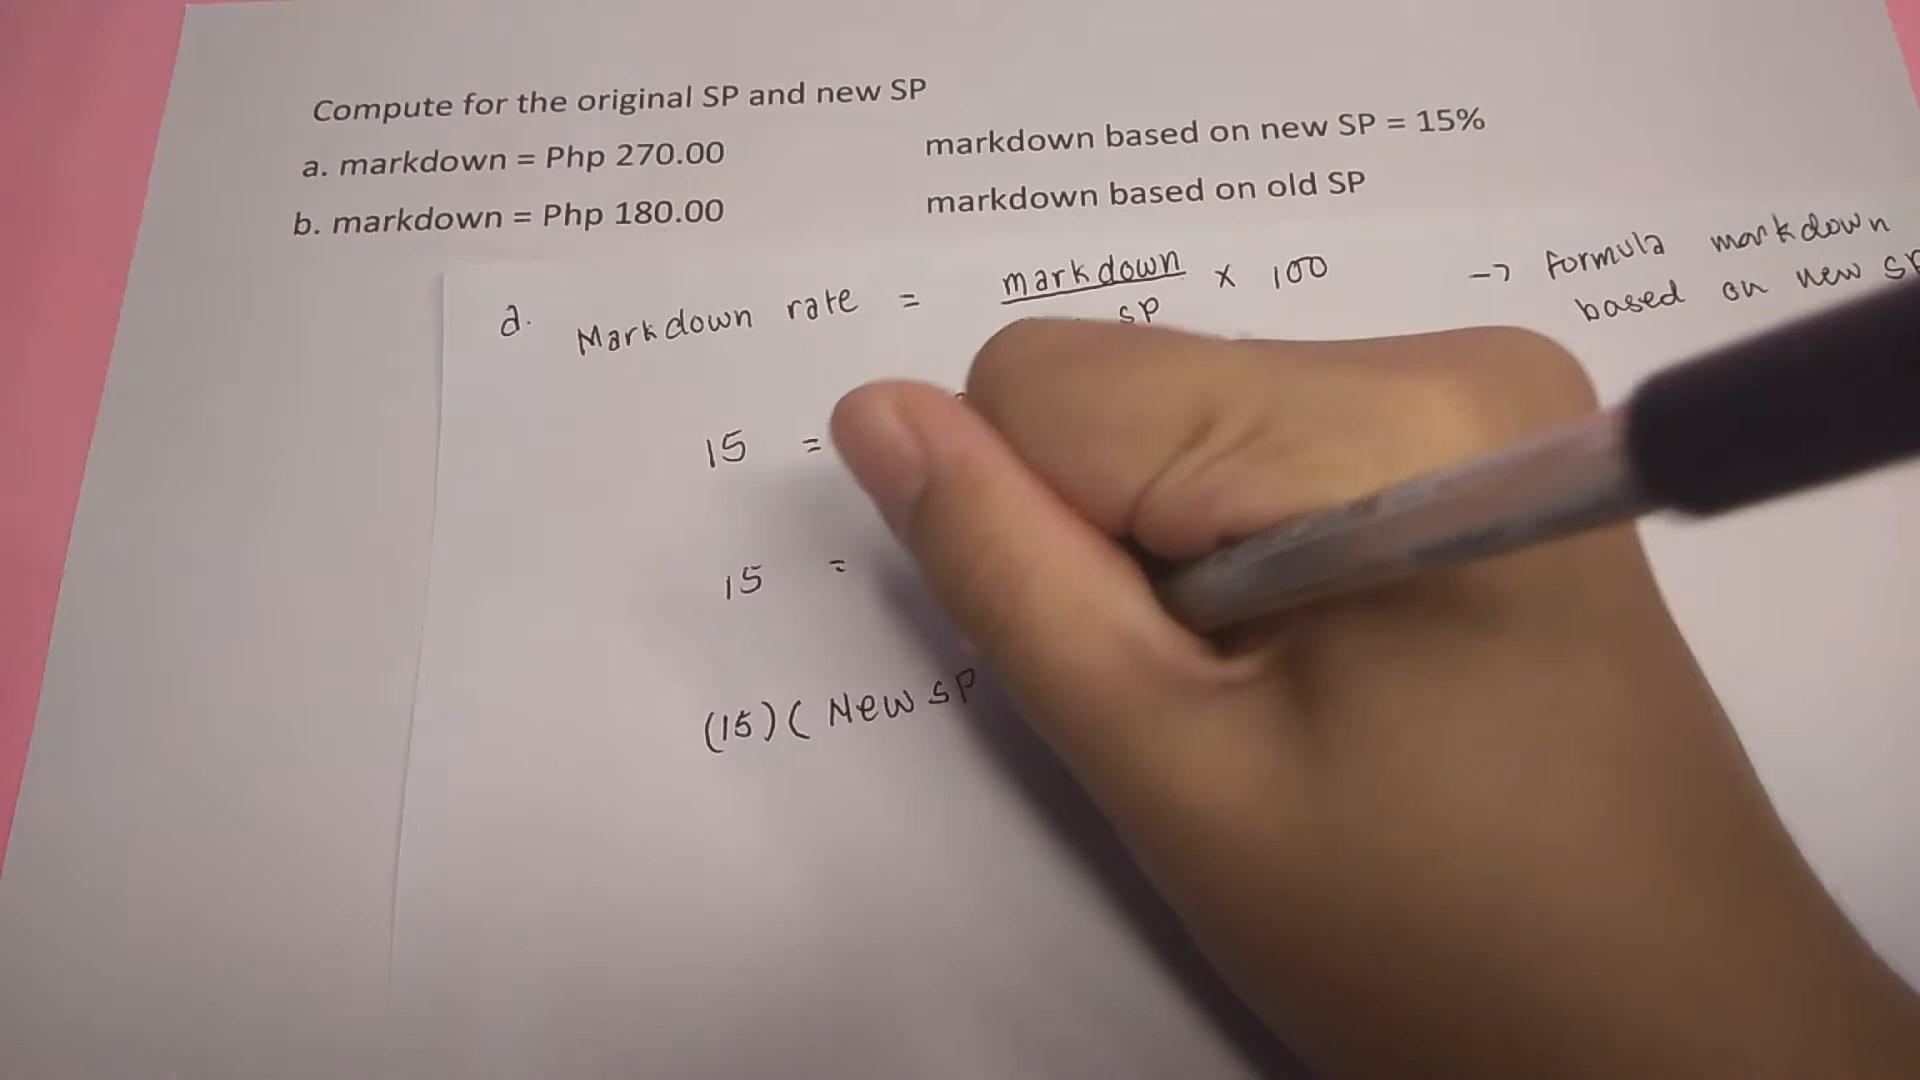 Compute for the original SP and new SP
a. markdown = Php 270.00 markdown based on new SP = 15%
b. markdown = Php 180.00 markdown based on old SP
a. Markdown rate = markdown x 100 → formula markdown
SP based on new SP
15 =
15 =
(15)(New SP